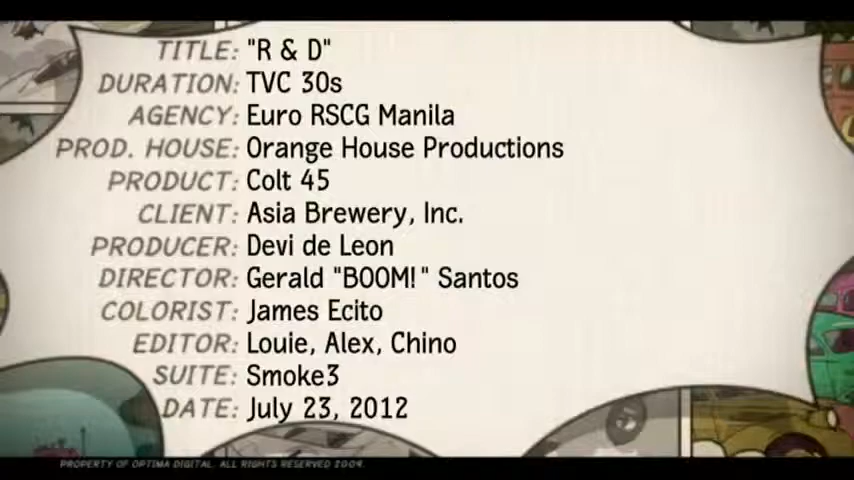 TITLE: "R & D"
DURATION: TVC 30s
AGENCY: Euro RSCG Manila
PROD. HOUSE: Orange House Productions
PRODUCT: Colt 45
CLIENT: Asia Brewery, Inc.
PRODUCER: Devi de Leon
DIRECTOR: Gerald "BOOM!" Santos
COLORIST: James Ecito
EDITOR: Louie, Alex, Chino
SUITE: Smoke3
DATE: July 23, 2012
PROPERTY OF OPTIMA DIGITAL. ALL RIGHTS RESERVED 2009.